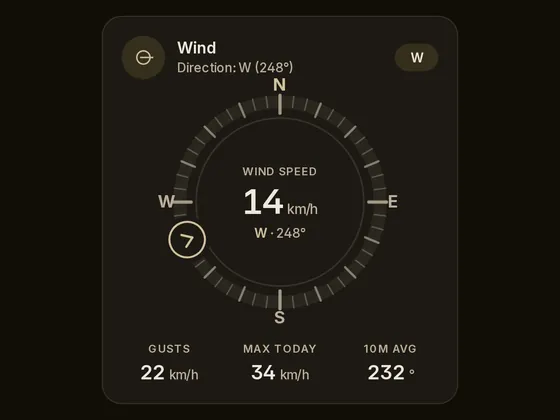 Wind
Direction: W (248°)
W
N
W
E
S
WIND SPEED
14 km/h
W · 248°
GUSTS
22 km/h
MAX TODAY
34 km/h
10M AVG
232 °